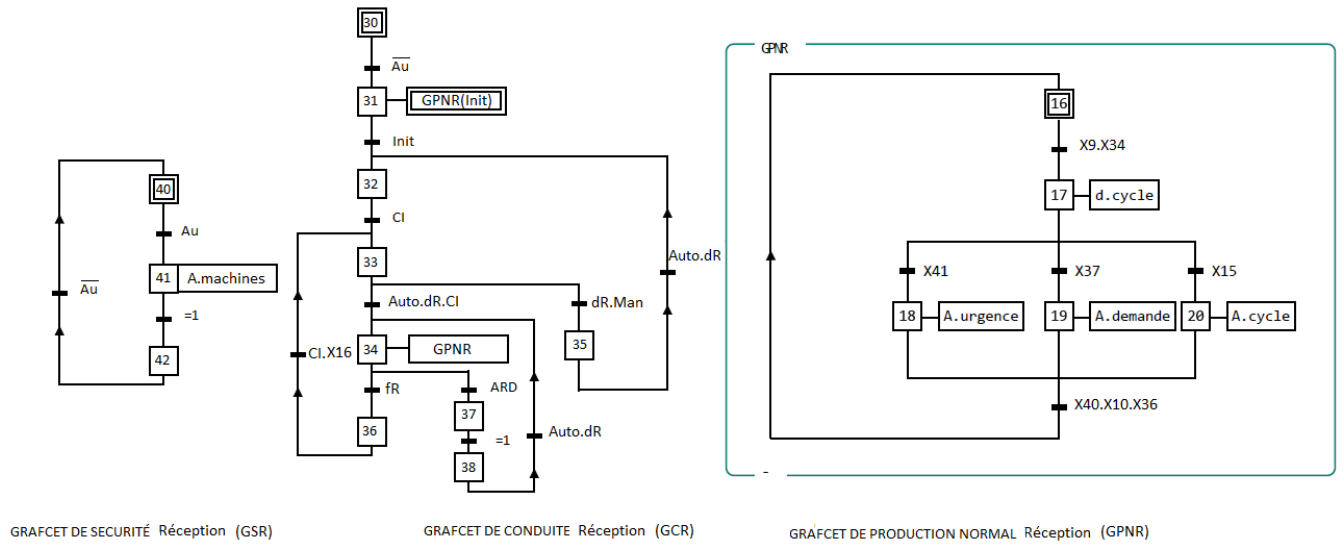 40
Au
41 A.machines
=1
42
A̅u̅
GRAFCET DE SECURITÉ Réception (GSR)
30
A̅u̅
31 GPNR(Init)
Init
32
CI
33
Auto.dR.CI
34 GPNR
fR
36
CI.X16
ARD
37
=1
38
Auto.dR
dR.Man
35
Auto.dR
GRAFCET DE CONDUITE Réception (GCR)
GPNR
16
X9.X34
17 d.cycle
X41
X37
X15
18 A.urgence
19 A.demande
20 A.cycle
X40.X10.X36
-
GRAFCET DE PRODUCTION NORMAL Réception (GPNR)